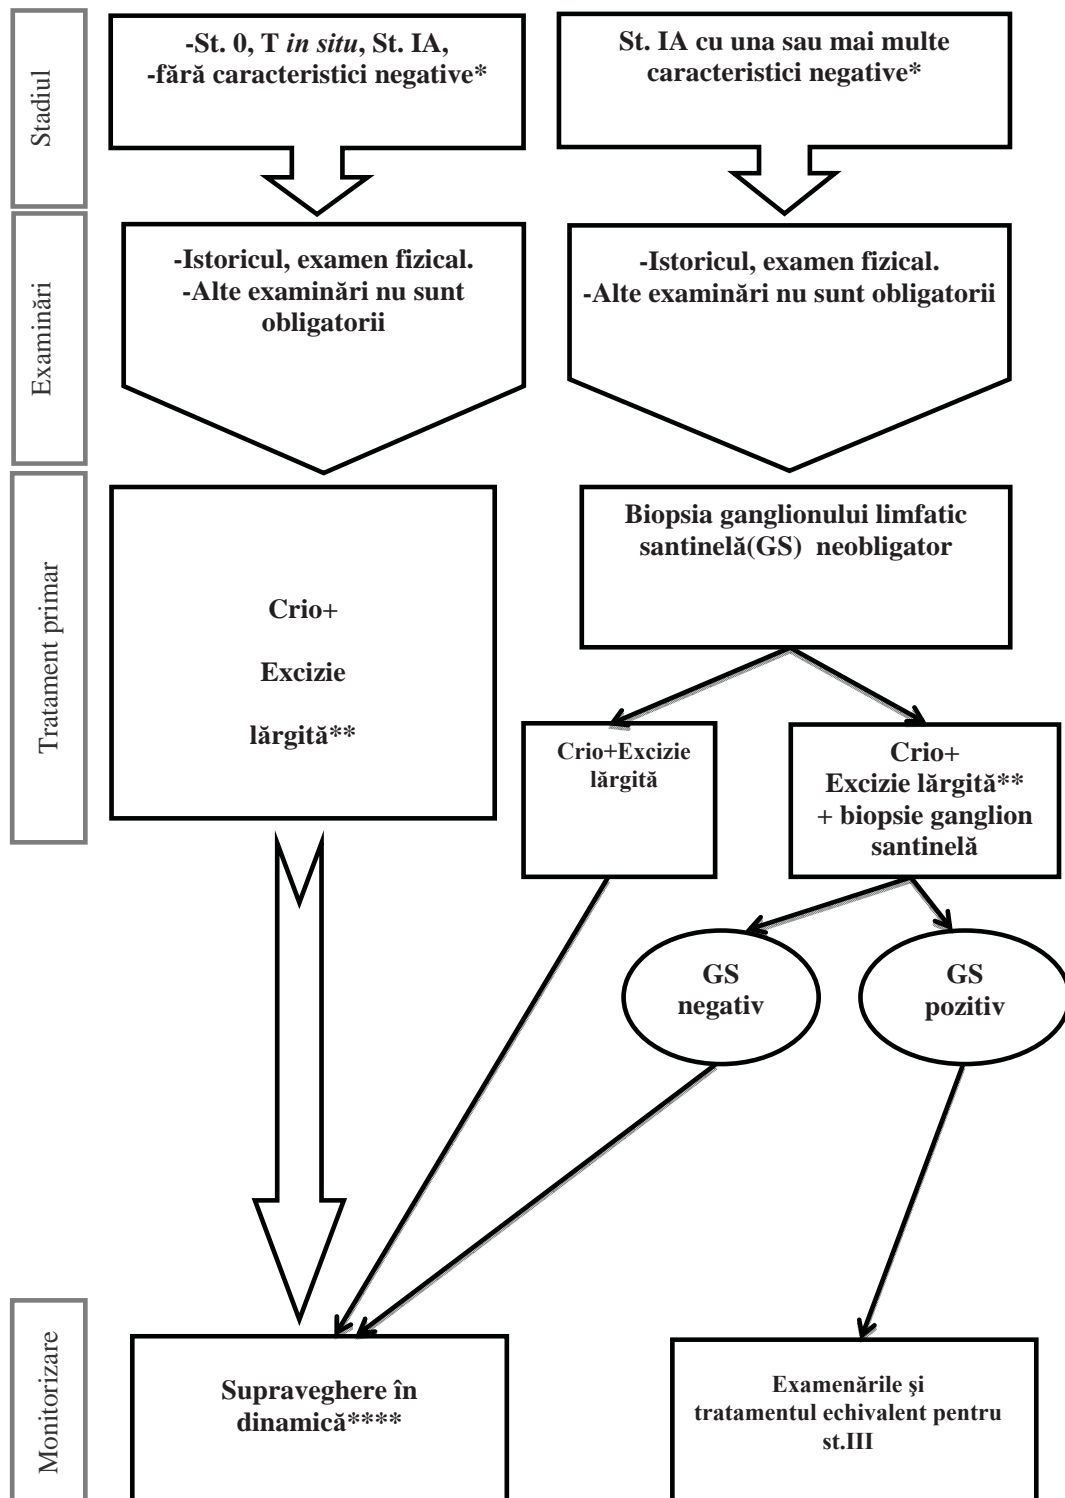 Stadiul
-St. 0, T in situ, St. IA,
-fără caracteristici negative*
St. IA cu una sau mai multe
caracteristici negative*
Examinări
-Istoricul, examen fizical.
-Alte examinări nu sunt
obligatorii
-Istoricul, examen fizical.
-Alte examinări nu sunt obligatorii
Tratament primar
Crio+
Excizie
lărgită**
Biopsia ganglionului limfatic
santinelă(GS) neobligator
Crio+Excizie
lărgită
Crio+
Excizie lărgită**
+ biopsie ganglion
santinelă
GS
negativ
GS
pozitiv
Monitorizare
Supraveghere în
dinamică****
Examenările şi
tratamentul echivalent pentru
st.III